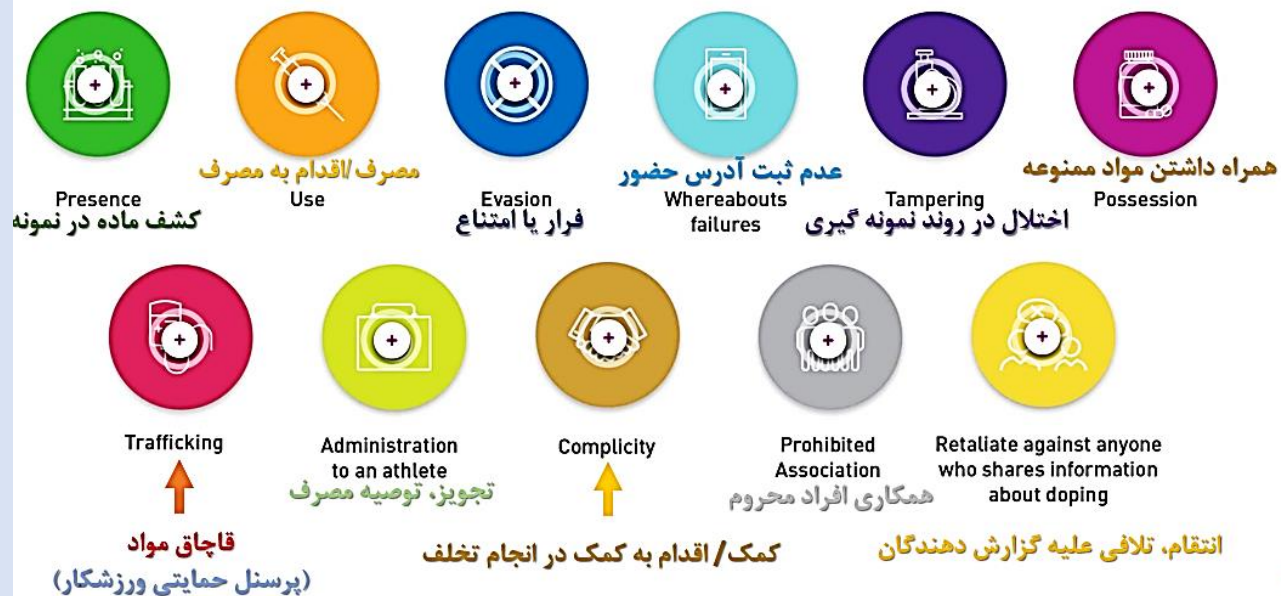 مصرف/اقدام به مصرف
عدم ثبت آدرس حضور
همراه داشتن مواد ممنوعه
Presence
Use
Evasion
Whereabouts
failures
Tampering
Possession
کشف ماده در نمونه
فرار یا امتناع
اختلال در روند نمونه گیری
Trafficking
Administration
to an athlete
Complicity
Prohibited
Association
Retaliate against anyone
who shares information
about doping
تجویز، توصیه مصرف
همکاری افراد محروم
قاچاق مواد
(پرسنل حمایتی ورزشکار)
کمک/ اقدام به کمک در انجام تخلف
انتقام، تلافی علیه گزارش دهندگان